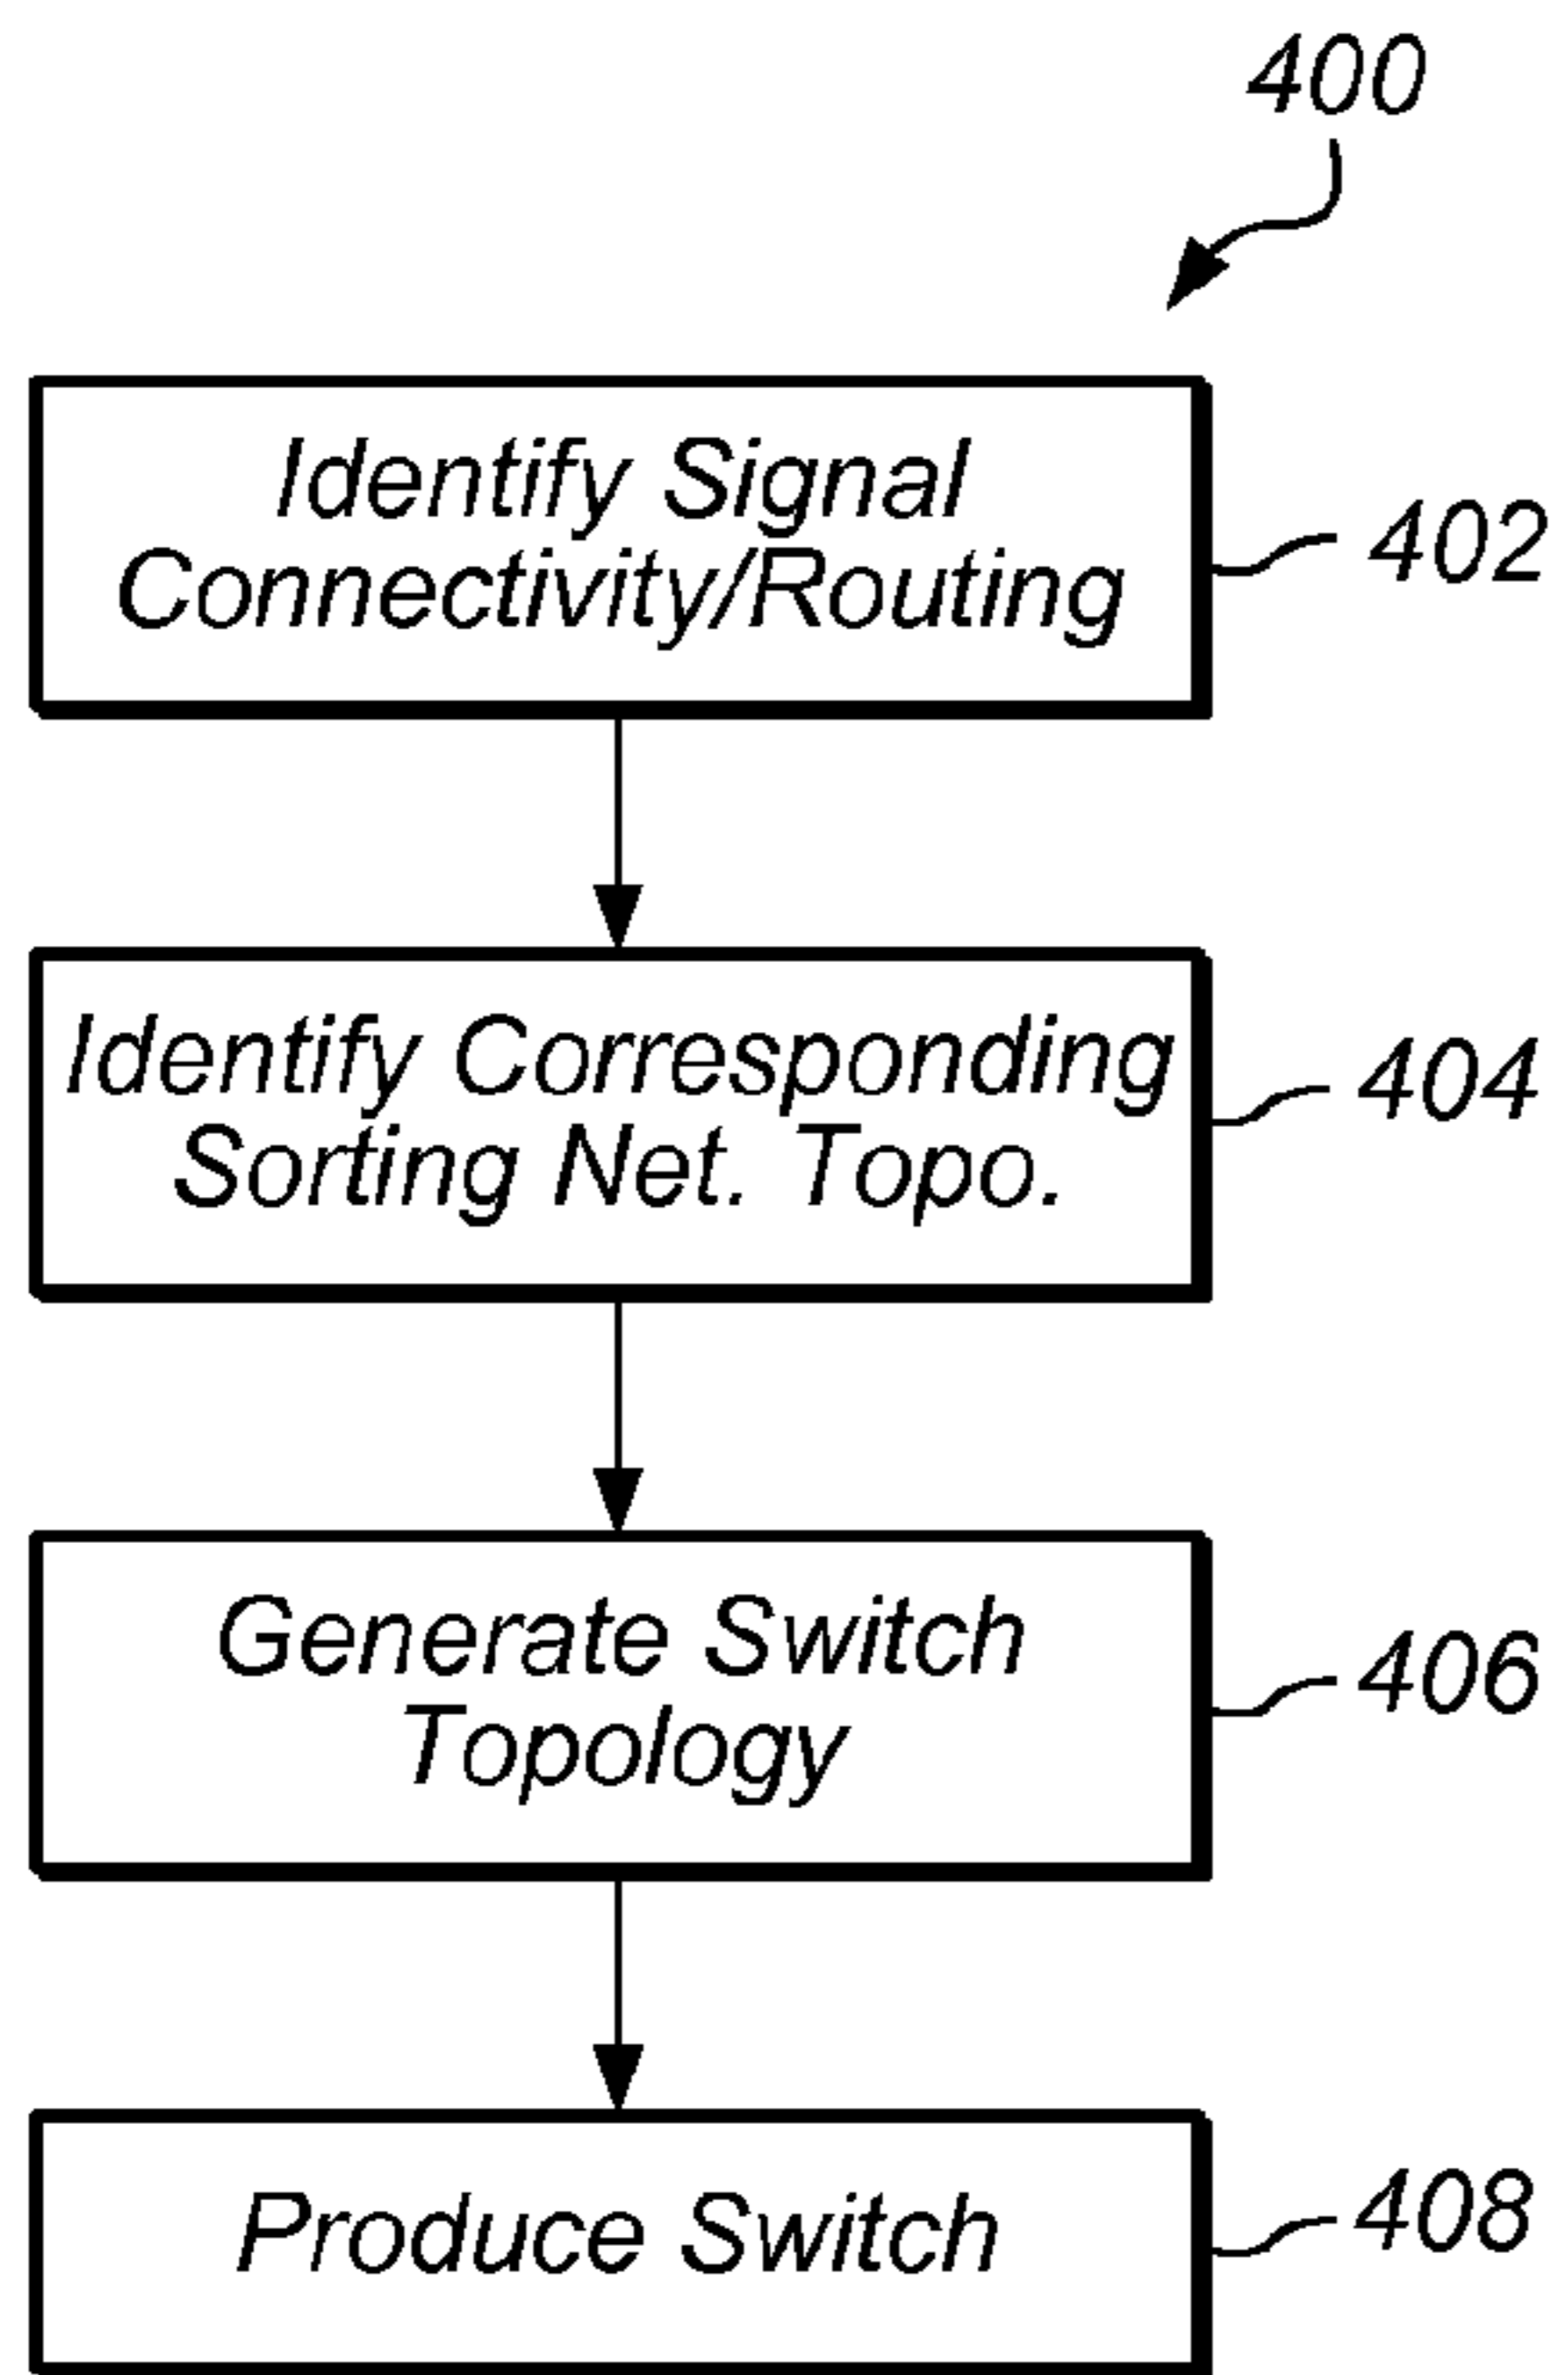 400
Identify Signal
Connectivity/Routing
402
Identify Corresponding
Sorting Net. Topo.
404
Generate Switch
Topology
406
Produce Switch
408